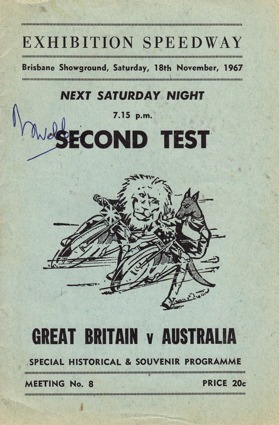 EXHIBITION SPEEDWAY
Brisbane Showground, Saturday, 18th November, 1967
NEXT SATURDAY NIGHT
7.15 p.m.
SECOND TEST
GREAT BRITAIN v AUSTRALIA
SPECIAL HISTORICAL & SOUVENIR PROGRAMME
MEETING No. 8 PRICE 20c